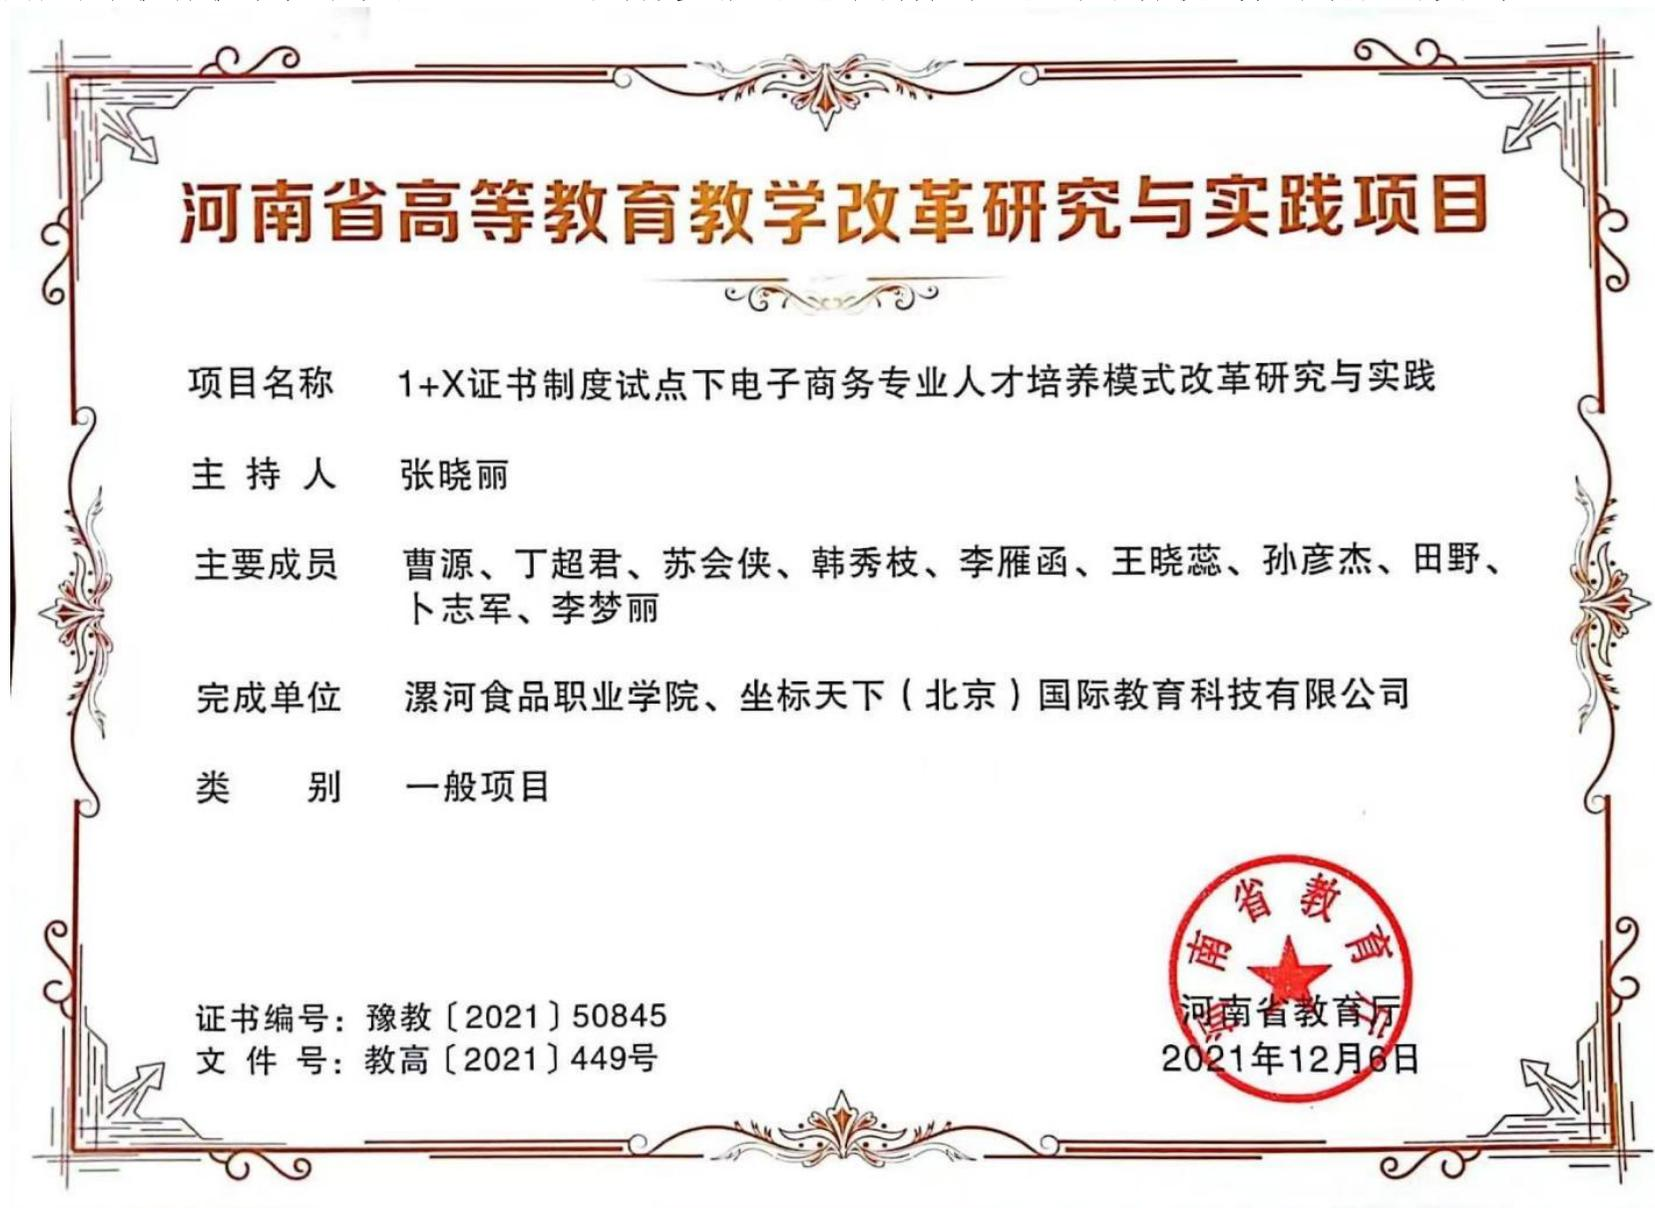 河南省高等教育教学改革研究与实践项目
项目名称 1+X证书制度试点下电子商务专业人才培养模式改革研究与实践
主持人 张晓丽
主要成员 曹源、丁超君、苏会侠、韩秀枝、李雁函、王晓蕊、孙彦杰、田野、
卜志军、李梦丽
完成单位 漯河食品职业学院、坐标天下（北京）国际教育科技有限公司
类别 一般项目
河南省教育厅
证书编号：豫教〔2021〕50845
文件号：教高〔2021〕449号
河南省教育厅
2021年12月6日